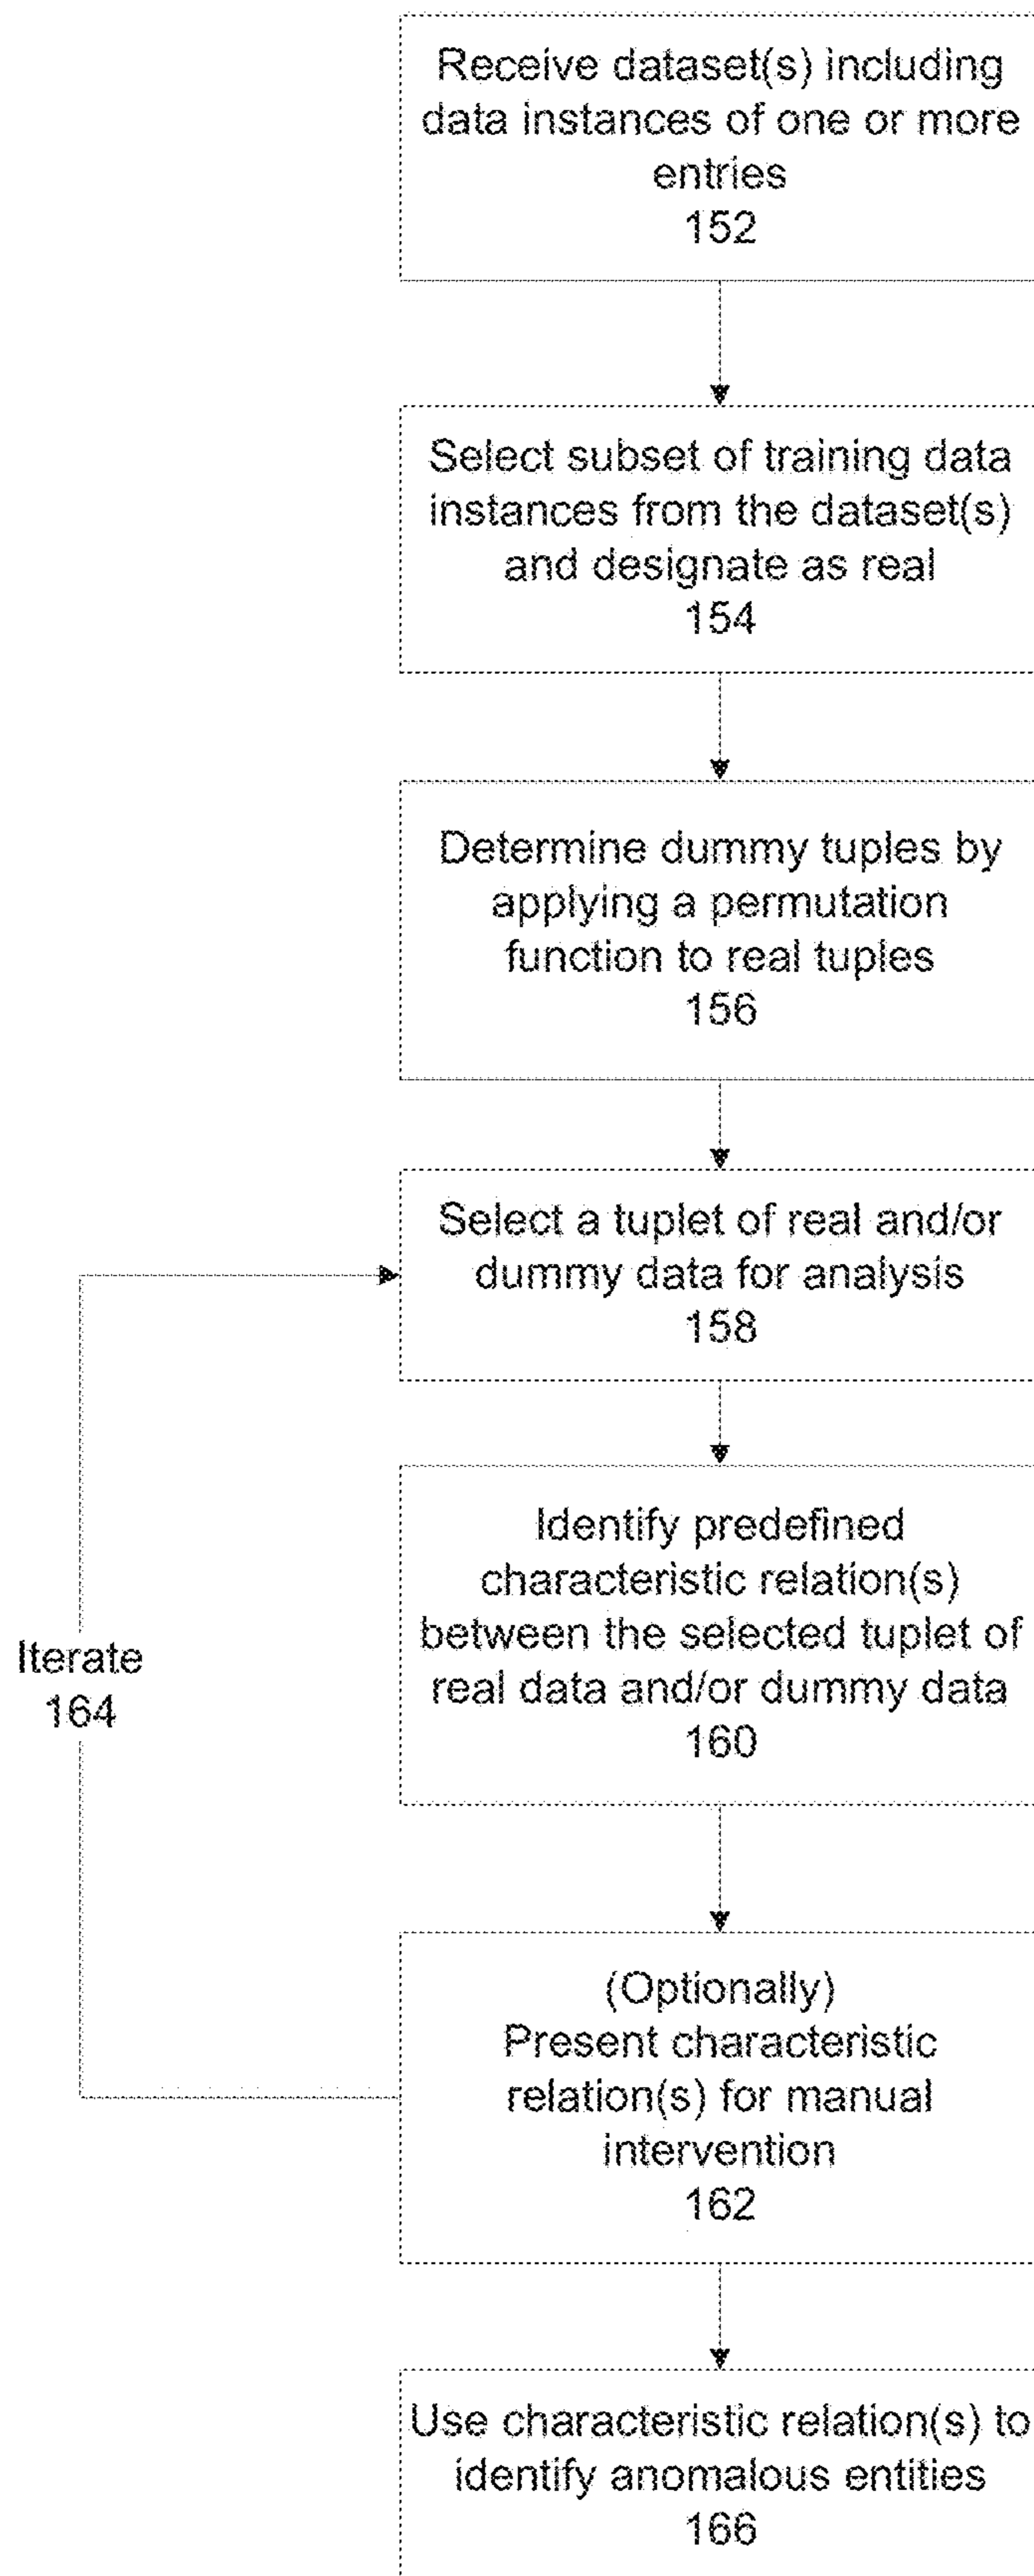 Receive dataset(s) including
data instances of one or more
entries
152
Select subset of training data
instances from the dataset(s)
and designate as real
154
Determine dummy tuples by
applying a permutation
function to real tuples
156
Select a tuplet of real and/or
dummy data for analysis
158
Identify predefined
characteristic relation(s)
between the selected tuplet of
real data and/or dummy data
160
Iterate
164
(Optionally)
Present characteristic
relation(s) for manual
intervention
162
Use characteristic relation(s) to
identify anomalous entities
166